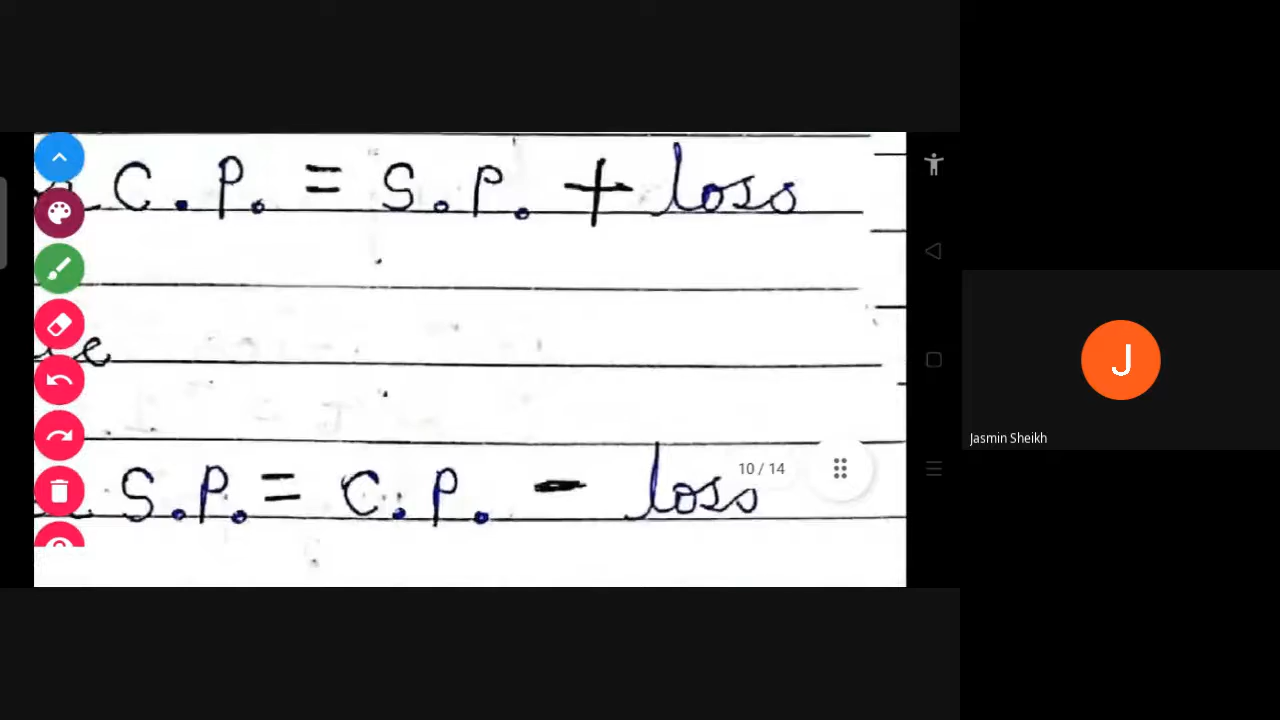 C.P. = S.P. + loss
S.P. = C.P. - loss
10 / 14
J
Jasmin Sheikh